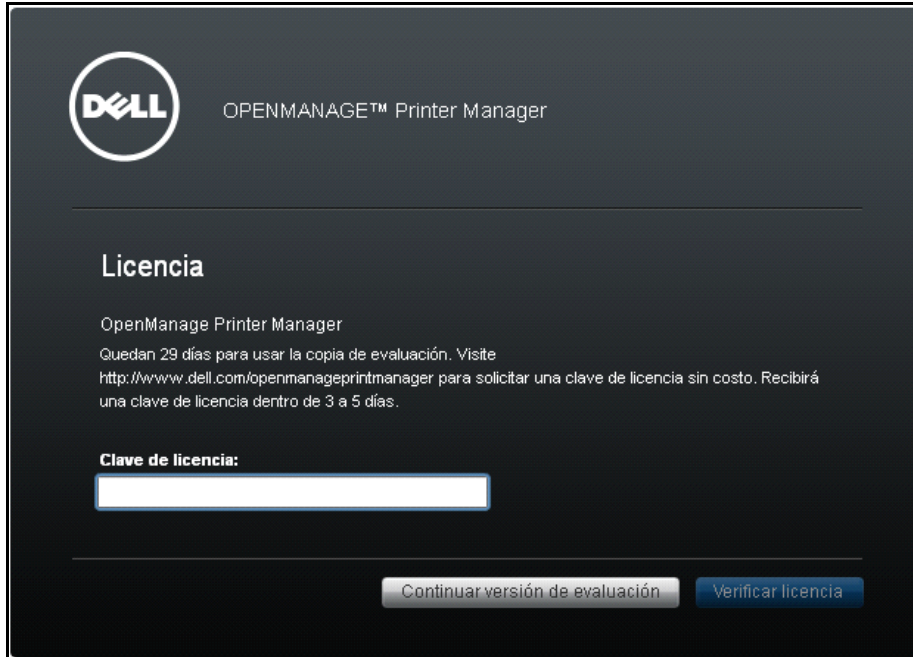 DELL
OPENMANAGE™ Printer Manager
Licencia
OpenManage Printer Manager
Quedan 29 días para usar la copia de evaluación. Visite
http://www.dell.com/openmanageprintmanager para solicitar una clave de licencia sin costo. Recibirá
una clave de licencia dentro de 3 a 5 días.
Clave de licencia:
Continuar versión de evaluación
Verificar licencia